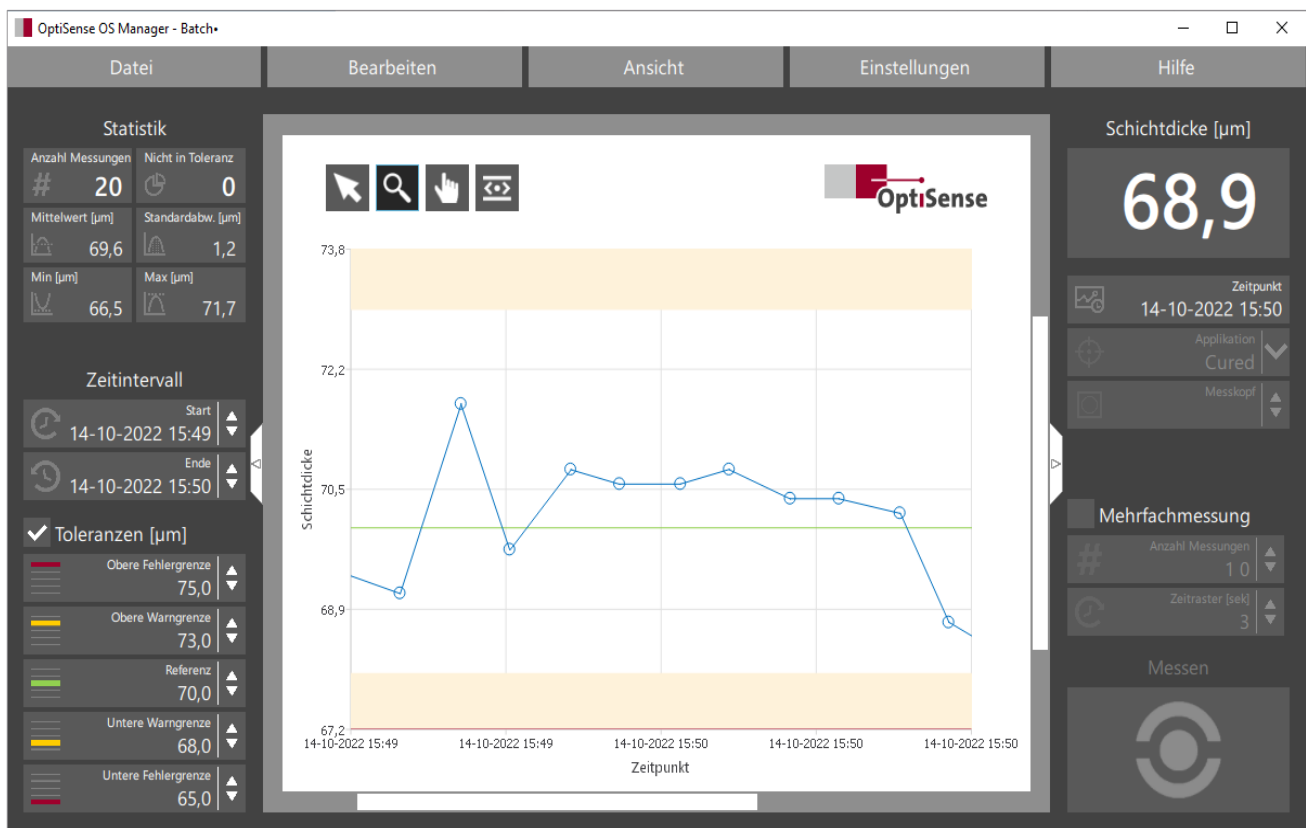 OptiSense OS Manager - Batch•
Datei
Bearbeiten
Ansicht
Einstellungen
Hilfe
Statistik
Anzahl Messungen
# 20
Nicht in Toleranz
0
Mittelwert [µm]
69,6
Standardabw. [µm]
1,2
Min [µm]
66,5
Max [µm]
71,7
Zeitintervall
Start
14-10-2022 15:49
Ende
14-10-2022 15:50
Toleranzen [µm]
Obere Fehlergrenze
75,0
Obere Warngrenze
73,0
Referenz
70,0
Untere Warngrenze
68,0
Untere Fehlergrenze
65,0
OptiSense
73,8
72,2
70,5
68,9
67,2
Schichtdicke
14-10-2022 15:49
14-10-2022 15:49
14-10-2022 15:50
14-10-2022 15:50
14-10-2022 15:50
Zeitpunkt
Schichtdicke [µm]
68,9
Zeitpunkt
14-10-2022 15:50
Applikation
Cured
Messkopf
Mehrfachmessung
Anzahl Messungen
# 1 0
Zeitraster [sek]
3
Messen